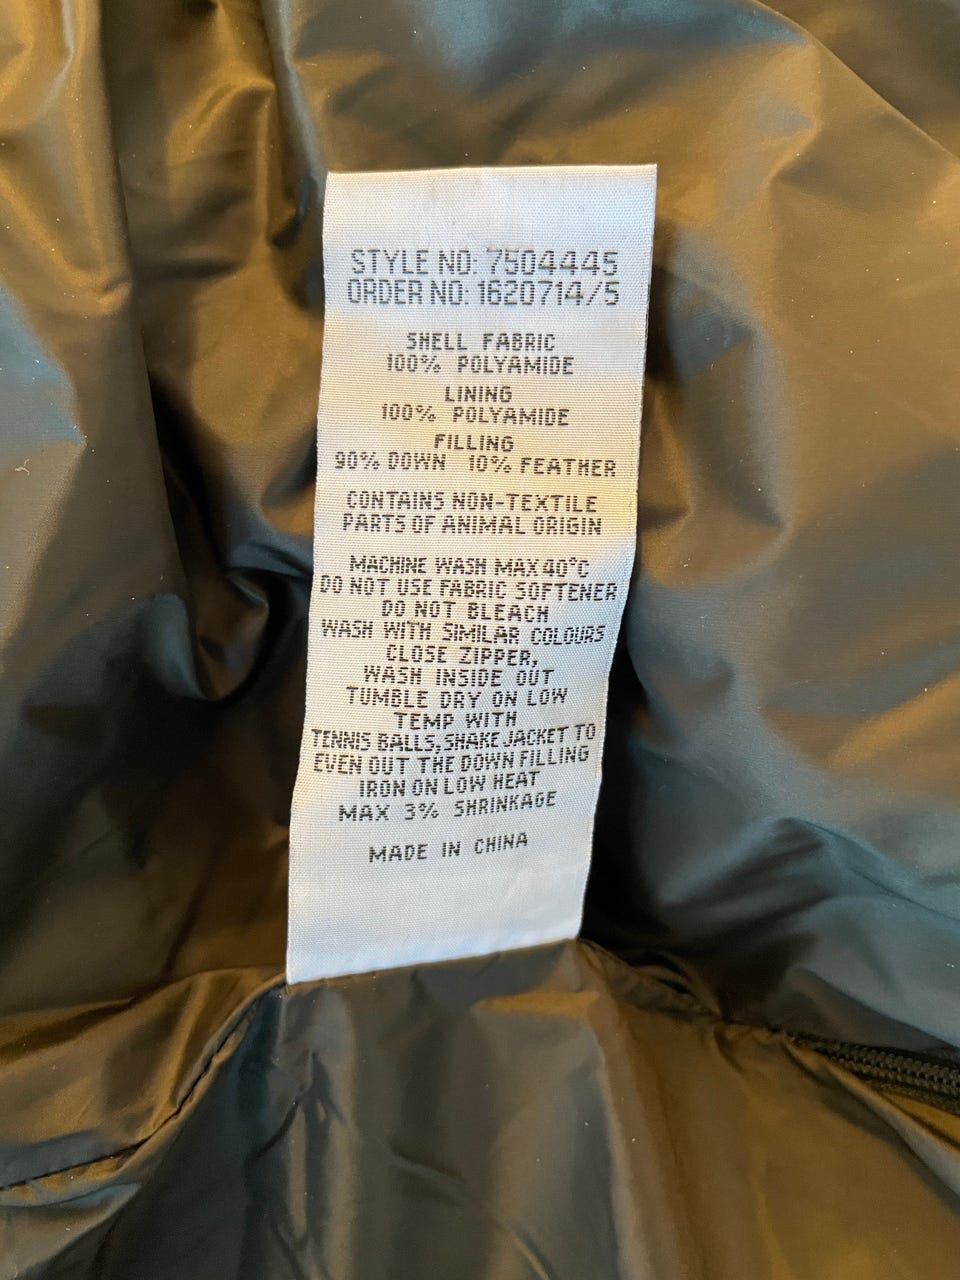 STYLE NO: 7504445
ORDER NO: 1620714/5
SHELL FABRIC
100% POLYAMIDE
LINING
100% POLYAMIDE
FILLING
90% DOWN 10% FEATHER
CONTAINS NON-TEXTILE
PARTS OF ANIMAL ORIGIN
MACHINE WASH MAX 40°C
DO NOT USE FABRIC SOFTENER
DO NOT BLEACH
WASH WITH SIMILAR COLOURS
CLOSE ZIPPER,
WASH INSIDE OUT
TUMBLE DRY ON LOW
TEMP WITH
TENNIS BALLS, SHAKE JACKET TO
EVEN OUT THE DOWN FILLING
IRON ON LOW HEAT
MAX 3% SHRINKAGE
MADE IN CHINA